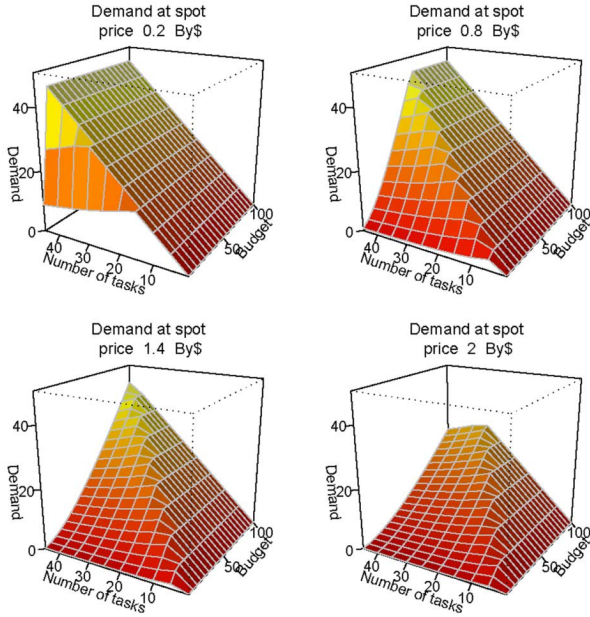 Demand at spot
price 0.2 By$
40
20
0
Demand
40
30
20
10
Number of tasks
50
100
Budget
Demand at spot
price 0.8 By$
40
20
0
Demand
40
30
20
10
Number of tasks
50
100
Budget
Demand at spot
price 1.4 By$
40
20
0
Demand
40
30
20
10
Number of tasks
50
100
Budget
Demand at spot
price 2 By$
40
20
0
Demand
40
30
20
10
Number of tasks
50
100
Budget